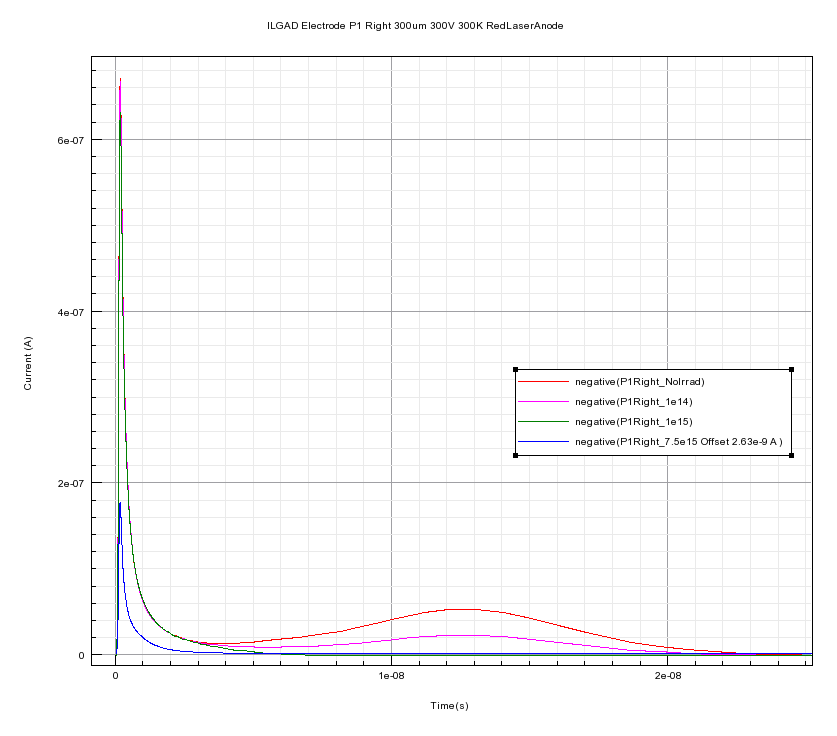 ILGAD Electrode P1 Right 300um 300V 300K RedLaserAnode
6e-07
4e-07
Current (A)
negative(P1Right_NoIrrad)
negative(P1Right_1e14)
negative(P1Right_1e15)
negative(P1Right_7.5e15 Offset 2.63e-9 A )
2e-07
0
0 1e-08 2e-08
Time(s)